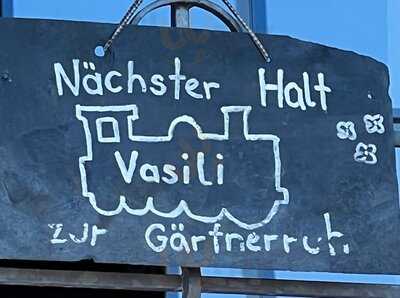 Nächster Halt
Vasili
zur Gärtnerruh